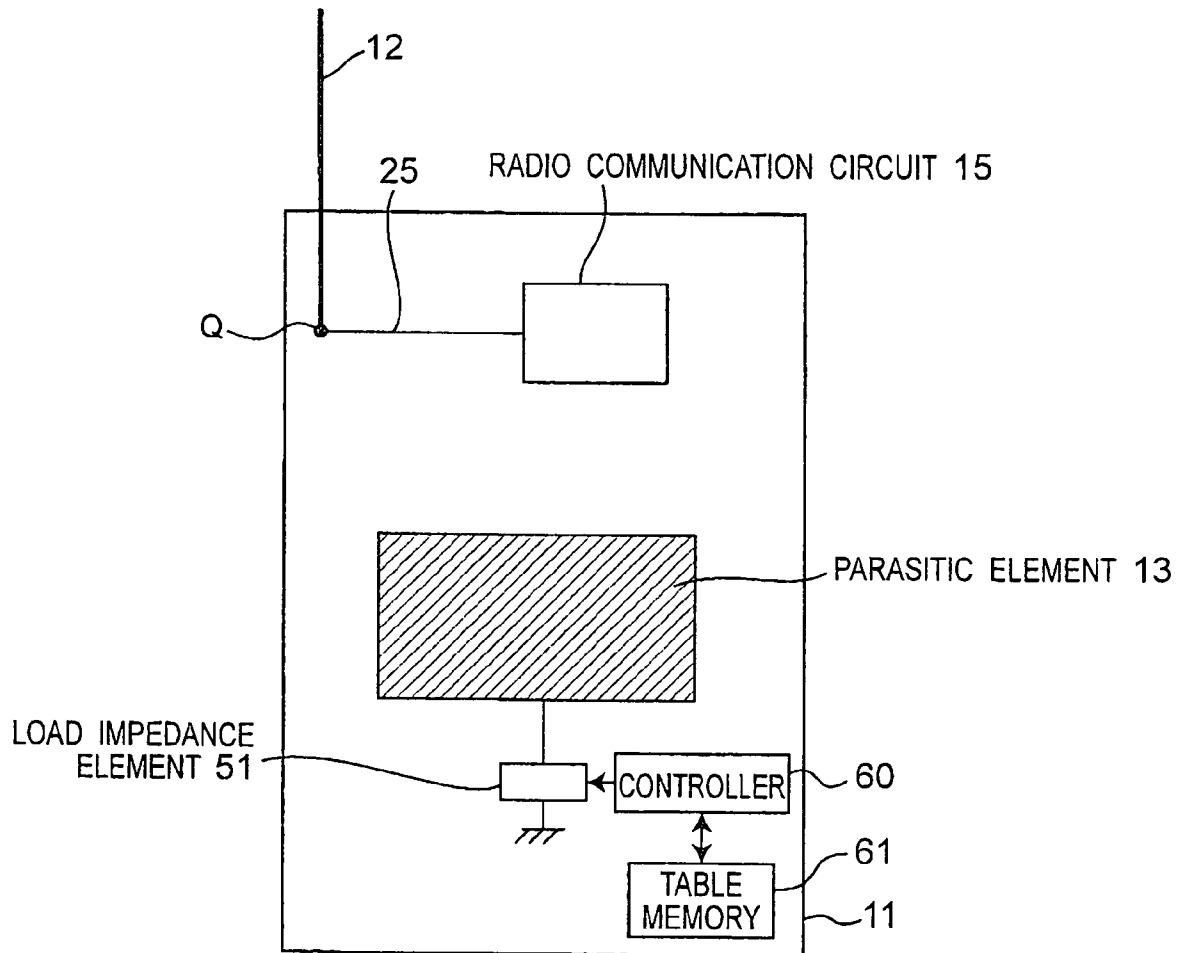 12
25
RADIO COMMUNICATION CIRCUIT 15
Q
PARASITIC ELEMENT 13
LOAD IMPEDANCE
ELEMENT 51
CONTROLLER
60
61
TABLE
MEMORY
11